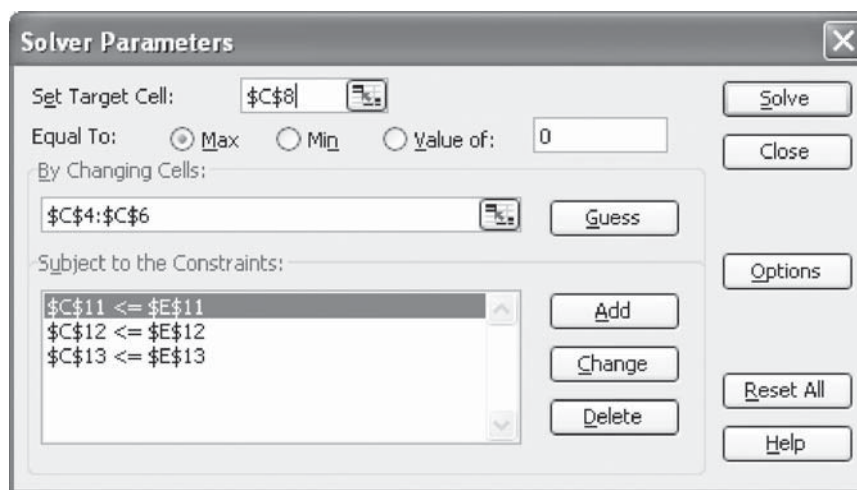 Solver Parameters
Set Target Cell: $C$8 Solve
Equal To: Max Min Value of: 0 Close
By Changing Cells:
$C$4:$C$6 Guess
Subject to the Constraints: Options
$C$11 <= $E$11 Add
$C$12 <= $E$12
$C$13 <= $E$13 Change
Reset All
Delete
Help